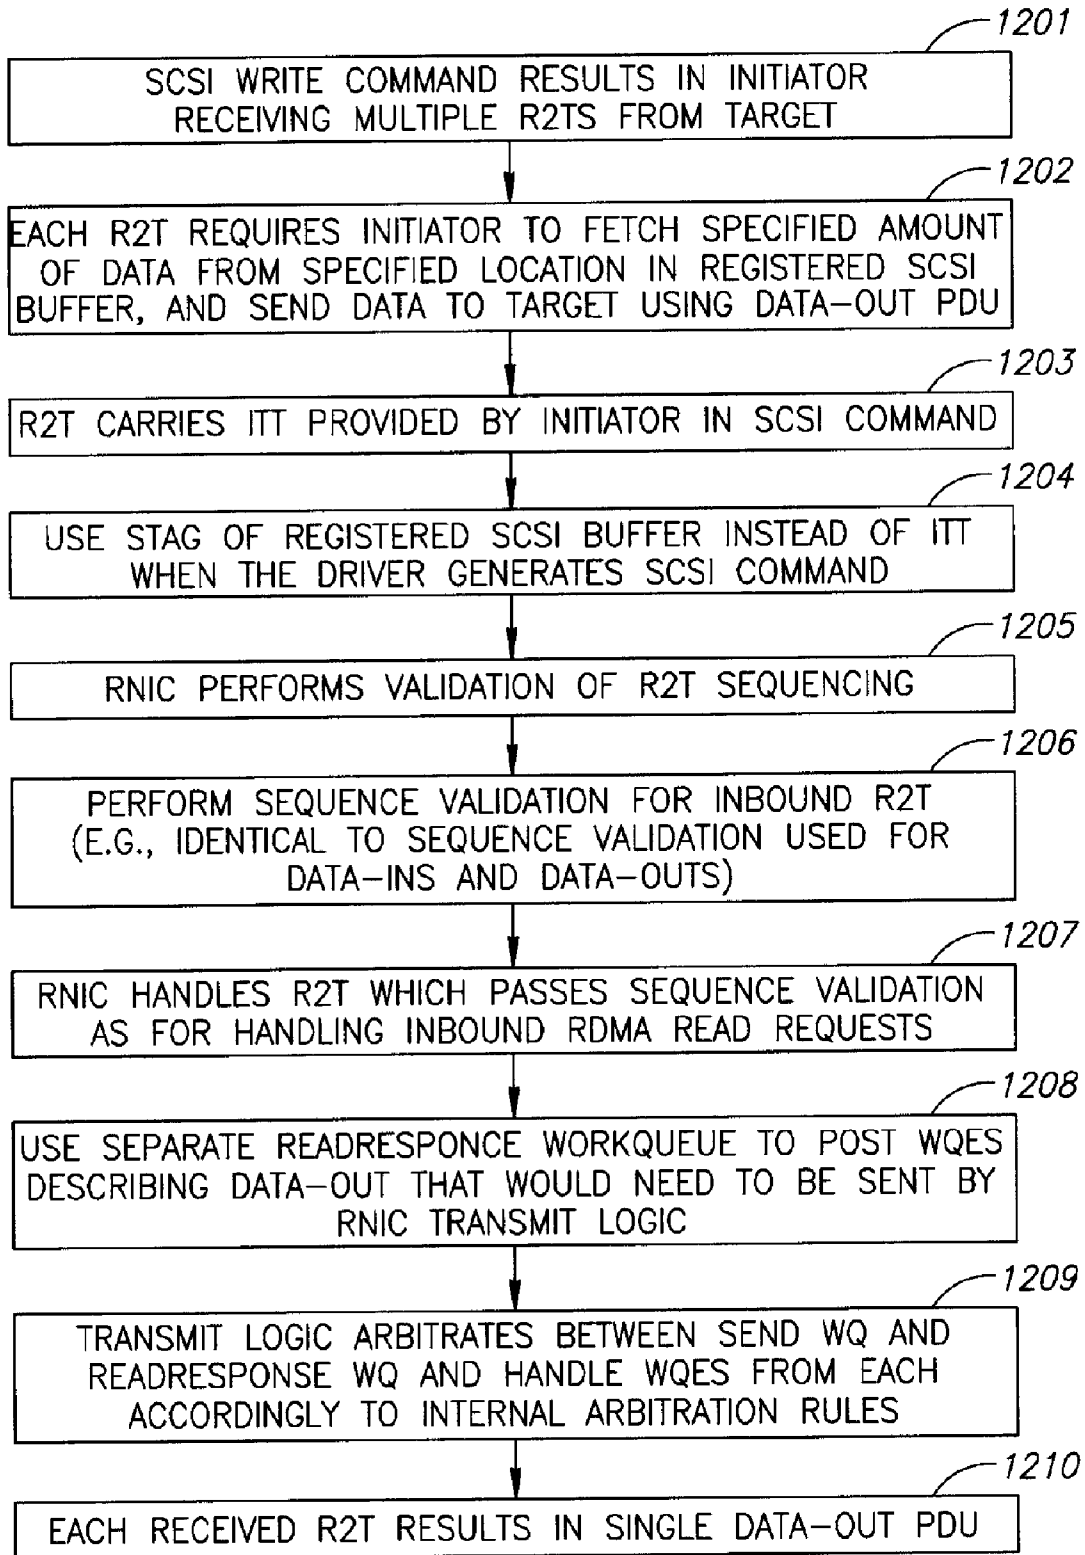 1201
SCSI WRITE COMMAND RESULTS IN INITIATOR
RECEIVING MULTIPLE R2TS FROM TARGET
1202
EACH R2T REQUIRES INITIATOR TO FETCH SPECIFIED AMOUNT
OF DATA FROM SPECIFIED LOCATION IN REGISTERED SCSI
BUFFER, AND SEND DATA TO TARGET USING DATA-OUT PDU
1203
R2T CARRIES ITT PROVIDED BY INITIATOR IN SCSI COMMAND
1204
USE STAG OF REGISTERED SCSI BUFFER INSTEAD OF ITT
WHEN THE DRIVER GENERATES SCSI COMMAND
1205
RNIC PERFORMS VALIDATION OF R2T SEQUENCING
1206
PERFORM SEQUENCE VALIDATION FOR INBOUND R2T
(E.G., IDENTICAL TO SEQUENCE VALIDATION USED FOR
DATA-INS AND DATA-OUTS)
1207
RNIC HANDLES R2T WHICH PASSES SEQUENCE VALIDATION
AS FOR HANDLING INBOUND RDMA READ REQUESTS
1208
USE SEPARATE READRESPONCE WORKQUEUE TO POST WQES
DESCRIBING DATA-OUT THAT WOULD NEED TO BE SENT BY
RNIC TRANSMIT LOGIC
1209
TRANSMIT LOGIC ARBITRATES BETWEEN SEND WQ AND
READRESPONSE WQ AND HANDLE WQES FROM EACH
ACCORDINGLY TO INTERNAL ARBITRATION RULES
1210
EACH RECEIVED R2T RESULTS IN SINGLE DATA-OUT PDU